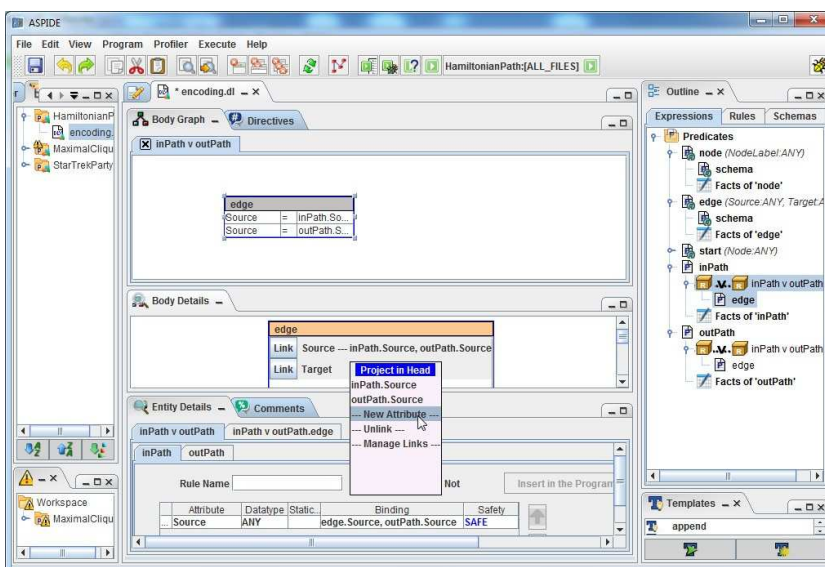 ASPIDE
File Edit View Program Profiler Execute Help
HamiltonianPath:[ALL_FILES]
HamiltonianP
encoding.
MaximalCliqu
StarTrekParty
Workspace
MaximalCliqu
* encoding.dl
Body Graph
Directives
inPath v outPath
edge
Source = inPath.So...
Source = outPath.S...
Body Details
edge
Link Source --- inPath.Source, outPath.Source
Link Target
Project in Head
inPath.Source
outPath.Source
--- New Attribute ---
--- Unlink ---
--- Manage Links ---
Entity Details
Comments
inPath v outPath
inPath v outPath.edge
inPath
outPath
Rule Name
Not
Insert in the Program
Attribute Datatype Static... Binding Safety
... Source ANY edge.Source, outPath.Source SAFE
Outline
Expressions Rules Schemas
Predicates
node (NodeLabel:ANY)
schema
Facts of 'node'
edge (Source:ANY, Target:A
schema
Facts of 'edge'
start (Node:ANY)
inPath
.v. inPath v outPath
edge
Facts of 'inPath'
outPath
.v. inPath v outPath
edge
Facts of 'outPath'
Templates
append